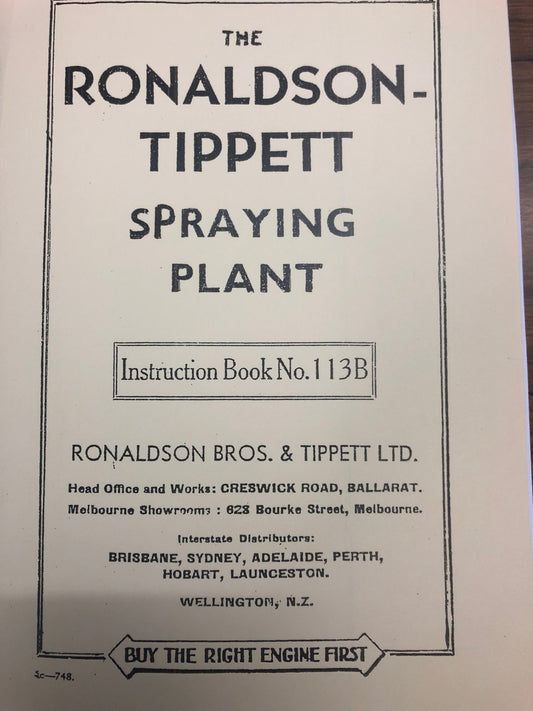 THE
RONALDSON-
TIPPETT
SPRAYING
PLANT
Instruction Book No. 113B
RONALDSON BROS. & TIPPETT LTD.
Head Office and Works: CRESWICK ROAD, BALLARAT.
Melbourne Showrooms : 628 Bourke Street, Melbourne.
Interstate Distributors:
BRISBANE, SYDNEY, ADELAIDE, PERTH,
HOBART, LAUNCESTON.
WELLINGTON, N.Z.
BUY THE RIGHT ENGINE FIRST